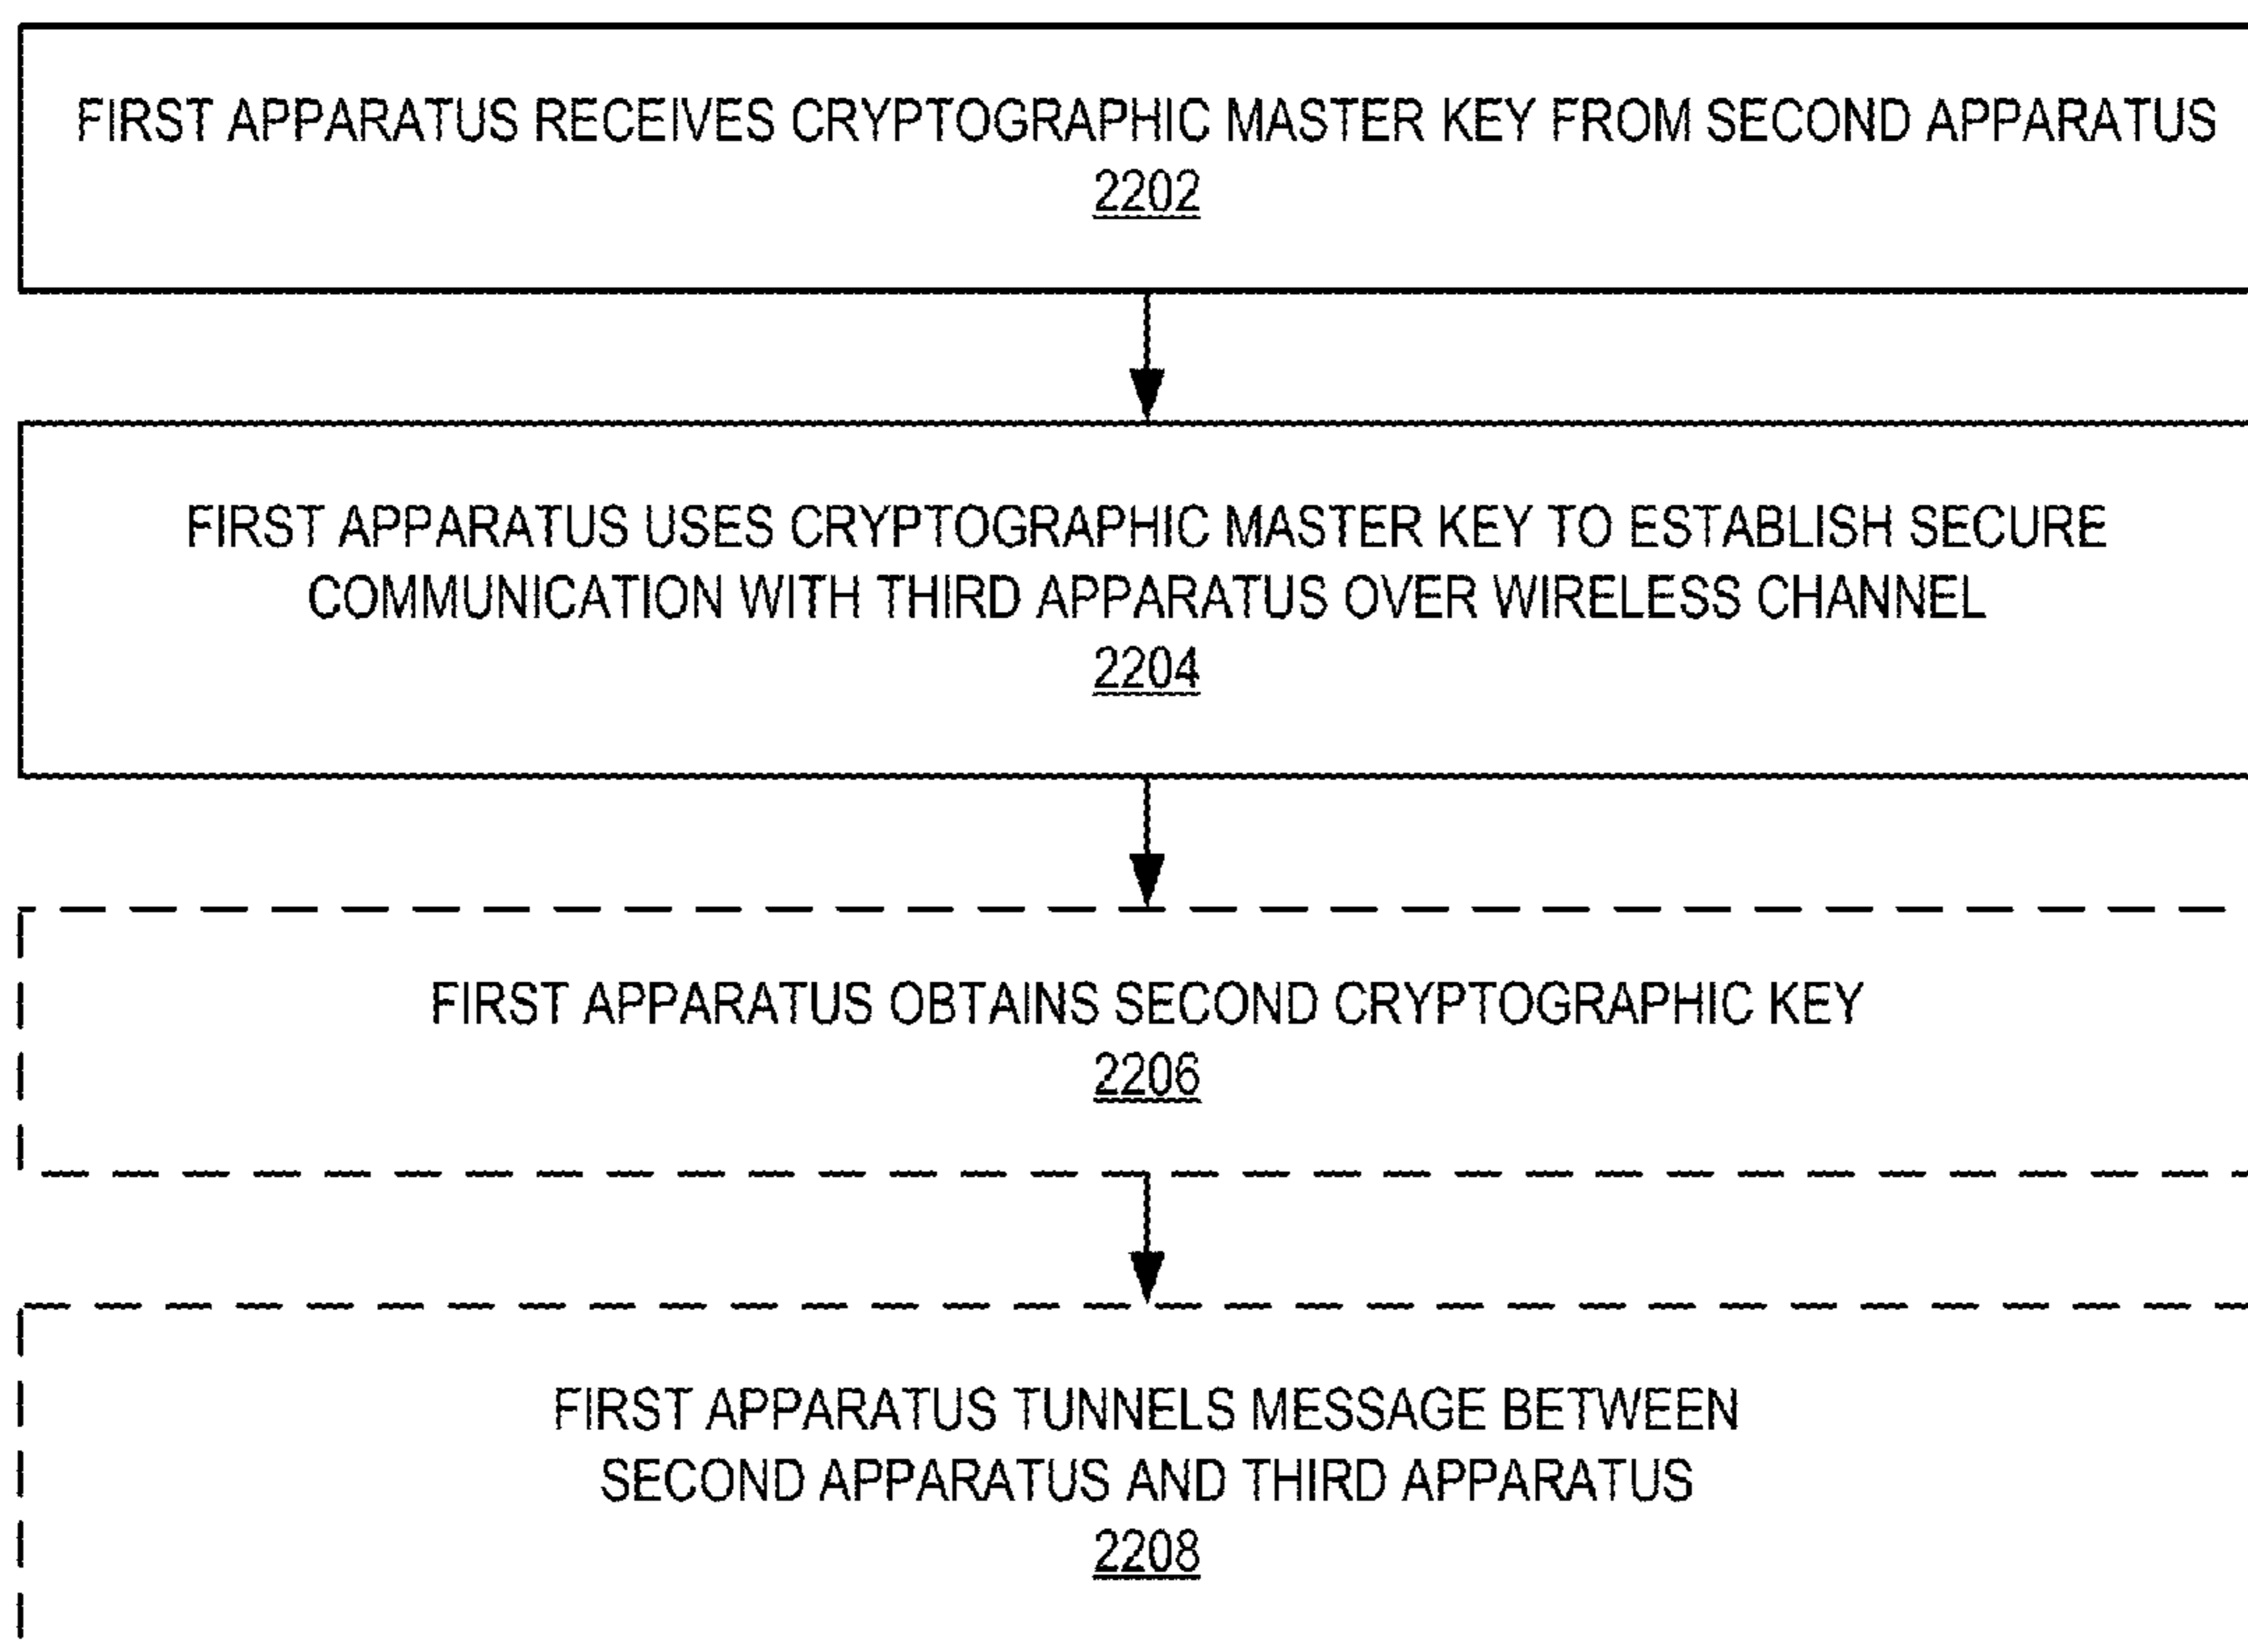 FIRST APPARATUS RECEIVES CRYPTOGRAPHIC MASTER KEY FROM SECOND APPARATUS
2202
FIRST APPARATUS USES CRYPTOGRAPHIC MASTER KEY TO ESTABLISH SECURE
COMMUNICATION WITH THIRD APPARATUS OVER WIRELESS CHANNEL
2204
FIRST APPARATUS OBTAINS SECOND CRYPTOGRAPHIC KEY
2206
FIRST APPARATUS TUNNELS MESSAGE BETWEEN
SECOND APPARATUS AND THIRD APPARATUS
2208